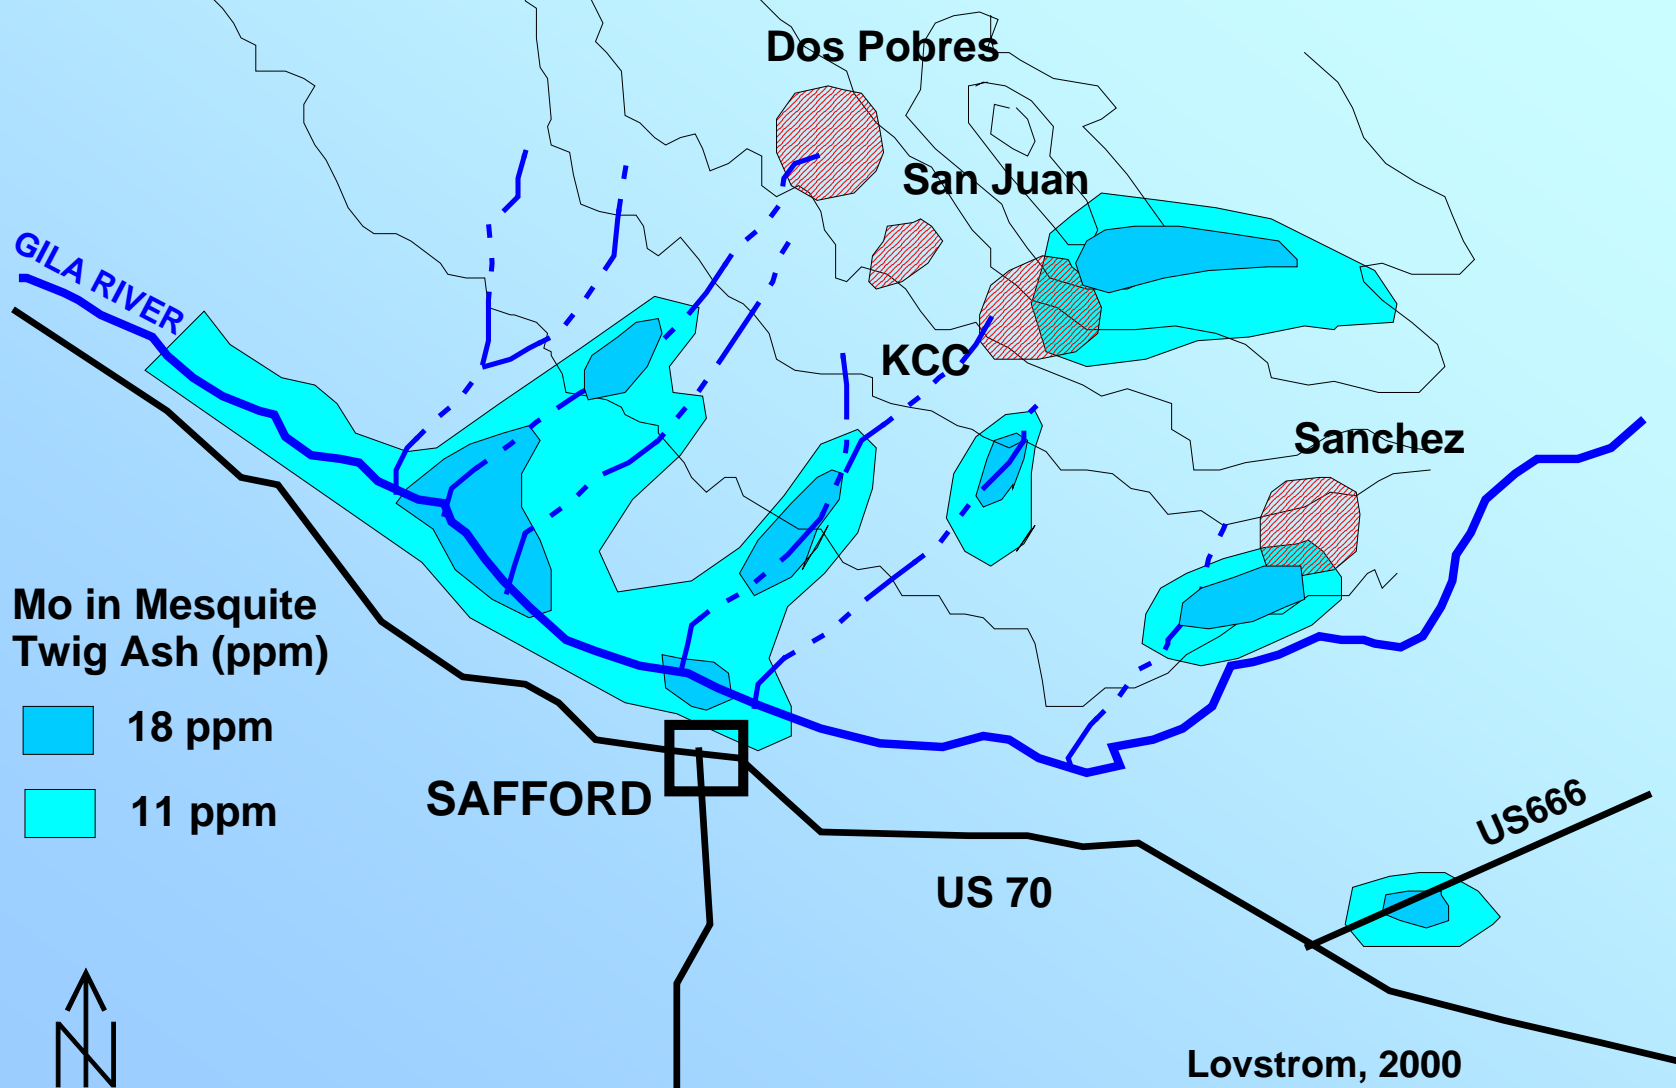 Dos Pobres
San Juan
GILA RIVER
KCC
Sanchez
Mo in Mesquite
Twig Ash (ppm)
18 ppm
11 ppm
SAFFORD
US666
US 70
N
Lovstrom, 2000